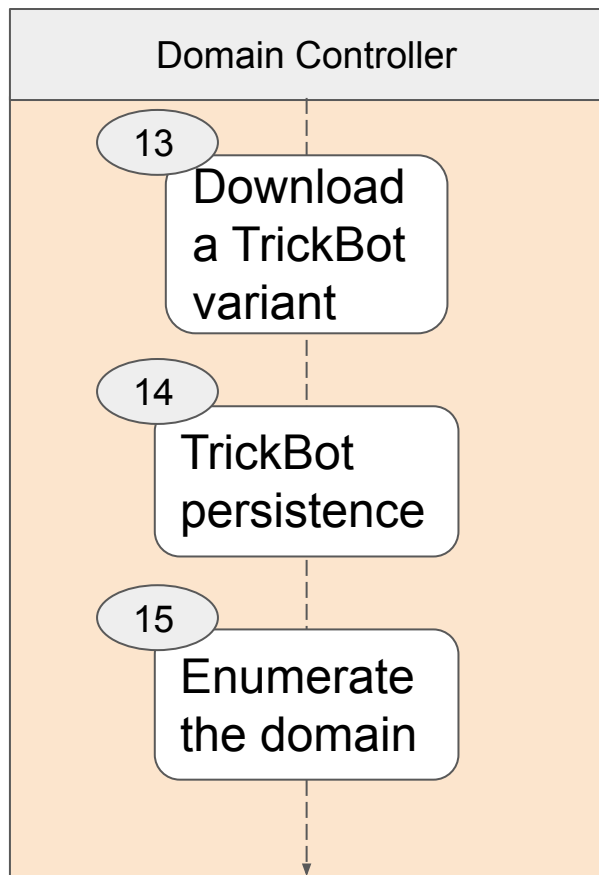 Domain Controller
13
Download
a TrickBot
variant
14
TrickBot
persistence
15
Enumerate
the domain